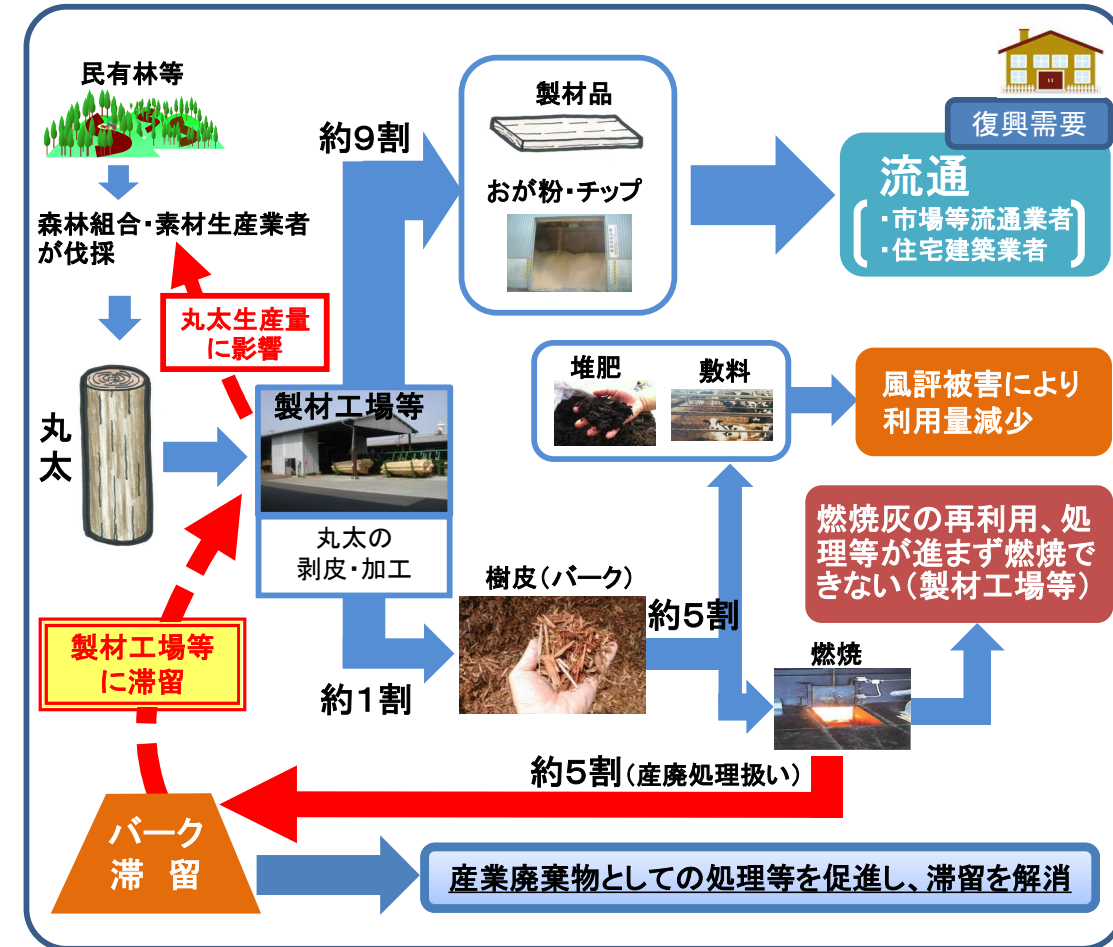 民有林等
森林組合・素材生産業者
が伐採
丸太生産量
に影響
丸
太
約9割
製材品
おが粉・チップ
復興需要
流通
・市場等流通業者
・住宅建築業者
製材工場等
丸太の
剥皮・加工
堆肥
敷料
風評被害により
利用量減少
燃焼灰の再利用、処
理等が進まず燃焼で
きない（製材工場等）
樹皮（バーク）
約5割
燃焼
約1割
製材工場等
に滞留
約5割（産廃処理扱い）
バーク
滞 留
産業廃棄物としての処理等を促進し、滞留を解消